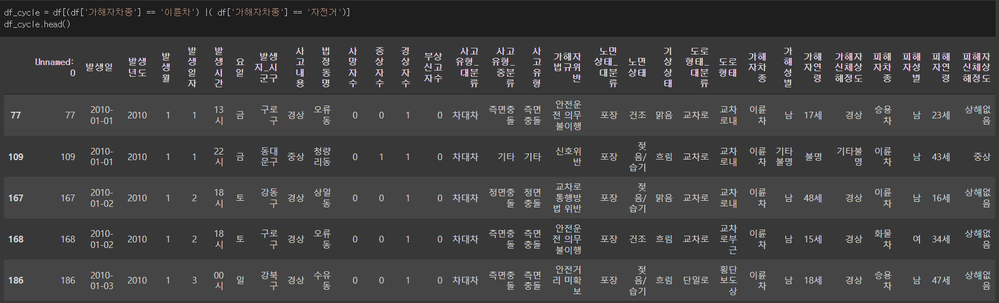 df_cycle = df[(df['가해자차종'] == '이륜차') |( df['가해자차종'] == '자전거')]
df_cycle.head()
Unnamed: 0 발생일 발생년도 발생월 발생일자 발생시간 요일 발생지_시군구 사고내용 법정동명 사망자수 중상자수 경상자수 부상신고자수 사고유형_대분류 사고유형_중분류 사고유형 가해자법규위반 노면상태_대분류 노면상태 기상상태 도로형태_대분류 도로형태 가해자차종 가해성별 가해자연령 가해자신체상해정도 피해자차종 피해자성별 피해자연령 피해자신체상해정도
77 77 2010-01-01 2010 1 1 13시 금 구로구 경상 오류동 0 0 1 0 차대차 측면충돌 측면충돌 안전운전 의무 불이행 포장 건조 맑음 교차로 교차로내 이륜차 남 17세 경상 승용차 남 23세 상해없음
109 109 2010-01-01 2010 1 1 22시 금 동대문구 중상 청량리동 0 1 1 0 차대차 기타 기타 신호위반 포장 젖음/습기 흐림 교차로 교차로내 이륜차 기타불명 불명 기타불명 이륜차 남 43세 중상
167 167 2010-01-02 2010 1 2 18시 토 강동구 경상 상일동 0 0 1 0 차대차 정면충돌 정면충돌 교차로 통행방법 위반 포장 젖음/습기 맑음 교차로 교차로내 이륜차 남 48세 경상 이륜차 남 16세 상해없음
168 168 2010-01-02 2010 1 2 18시 토 구로구 경상 오류동 0 0 1 0 차대차 측면충돌 측면충돌 안전운전 의무 불이행 포장 건조 흐림 교차로 교차로부근 이륜차 남 15세 경상 화물차 여 34세 상해없음
186 186 2010-01-03 2010 1 3 00시 일 강북구 경상 수유동 0 0 1 0 차대차 측면충돌 측면충돌 안전거리 미확보 포장 젖음/습기 흐림 단일로 횡단보도상 이륜차 남 18세 경상 승용차 남 47세 상해없음